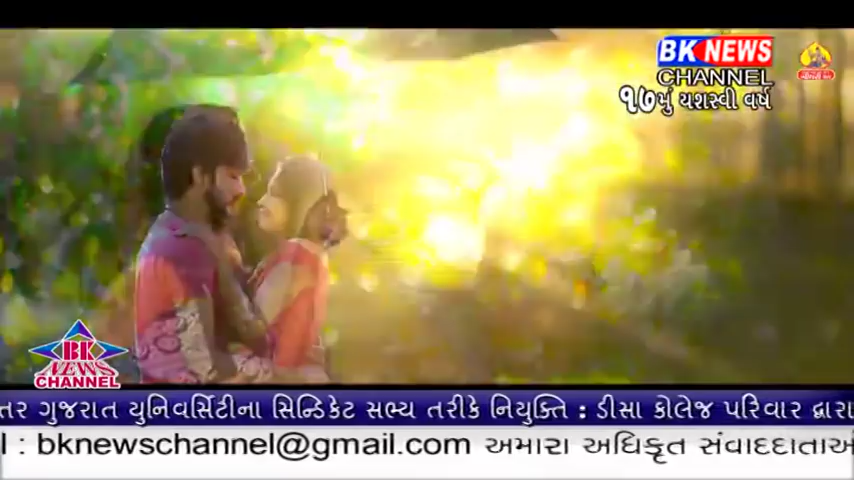 BK NEWS
CHANNEL
૧૭મું યશસ્વી વર્ષ
BK
NEWS
CHANNEL
ત્તર ગુજરાત યુનિવર્સિટીના સિન્ડિકેટ સભ્ય તરીકે નિયુક્તિ : ડીસા કોલેજ પરિવાર દ્વારા
l : bknewschannel@gmail.com અમારા અધિકૃત સંવાદદાતાઓ